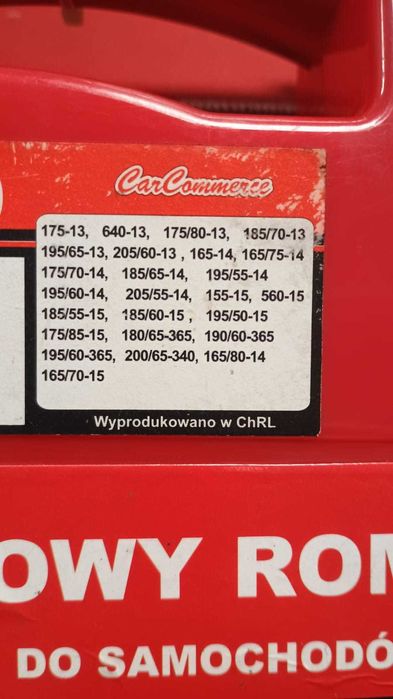 CarCommerce
175-13, 640-13, 175/80-13, 185/70-13
195/65-13, 205/60-13 , 165-14, 165/75-14
175/70-14, 185/65-14, 195/55-14
195/60-14, 205/55-14, 155-15, 560-15
185/55-15, 185/60-15 , 195/50-15
175/85-15, 180/65-365, 190/60-365
195/60-365, 200/65-340, 165/80-14
165/70-15
Wyprodukowano w ChRL
OWY ROM
DO SAMOCHODÓ